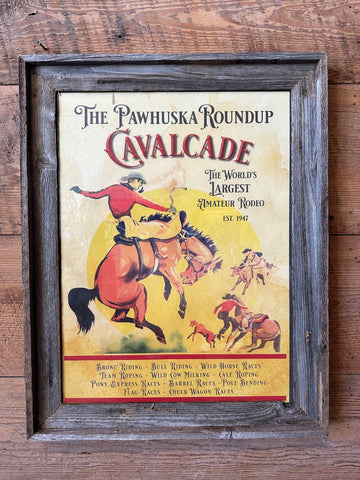 The Pawhuska Roundup
Cavalcade
The World's
Largest
Amateur Rodeo
Est. 1947
Bronc Riding - Bull Riding - Wild Horse Races
Team Roping - Wild Cow Milking - Calf Roping
Pony Express Races - Barrel Races - Pole Bending
Flag Races - Chuck Wagon Races